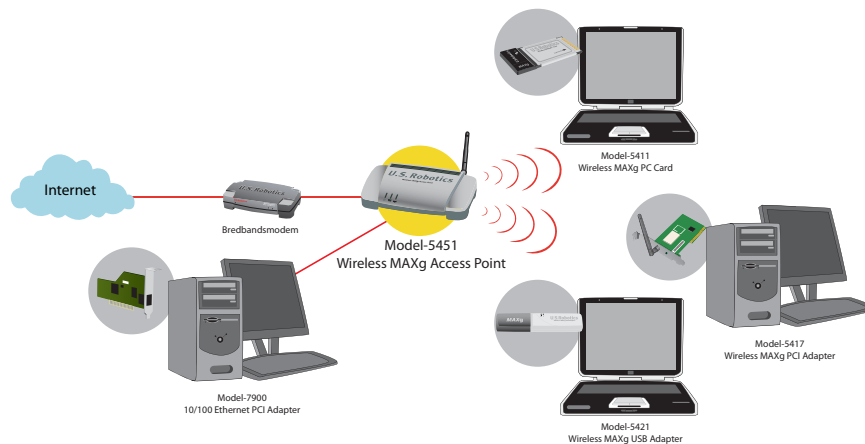 Internet
Bredbandsmodem
U.S. Robotics
Model-5451
Wireless MAXg Access Point
Model-7900
10/100 Ethernet PCI Adapter
Model-5411
Wireless MAXg PC Card
Model-5417
Wireless MAXg PCI Adapter
MAXg
U.S. Robotics
Model-5421
Wireless MAXg USB Adapter